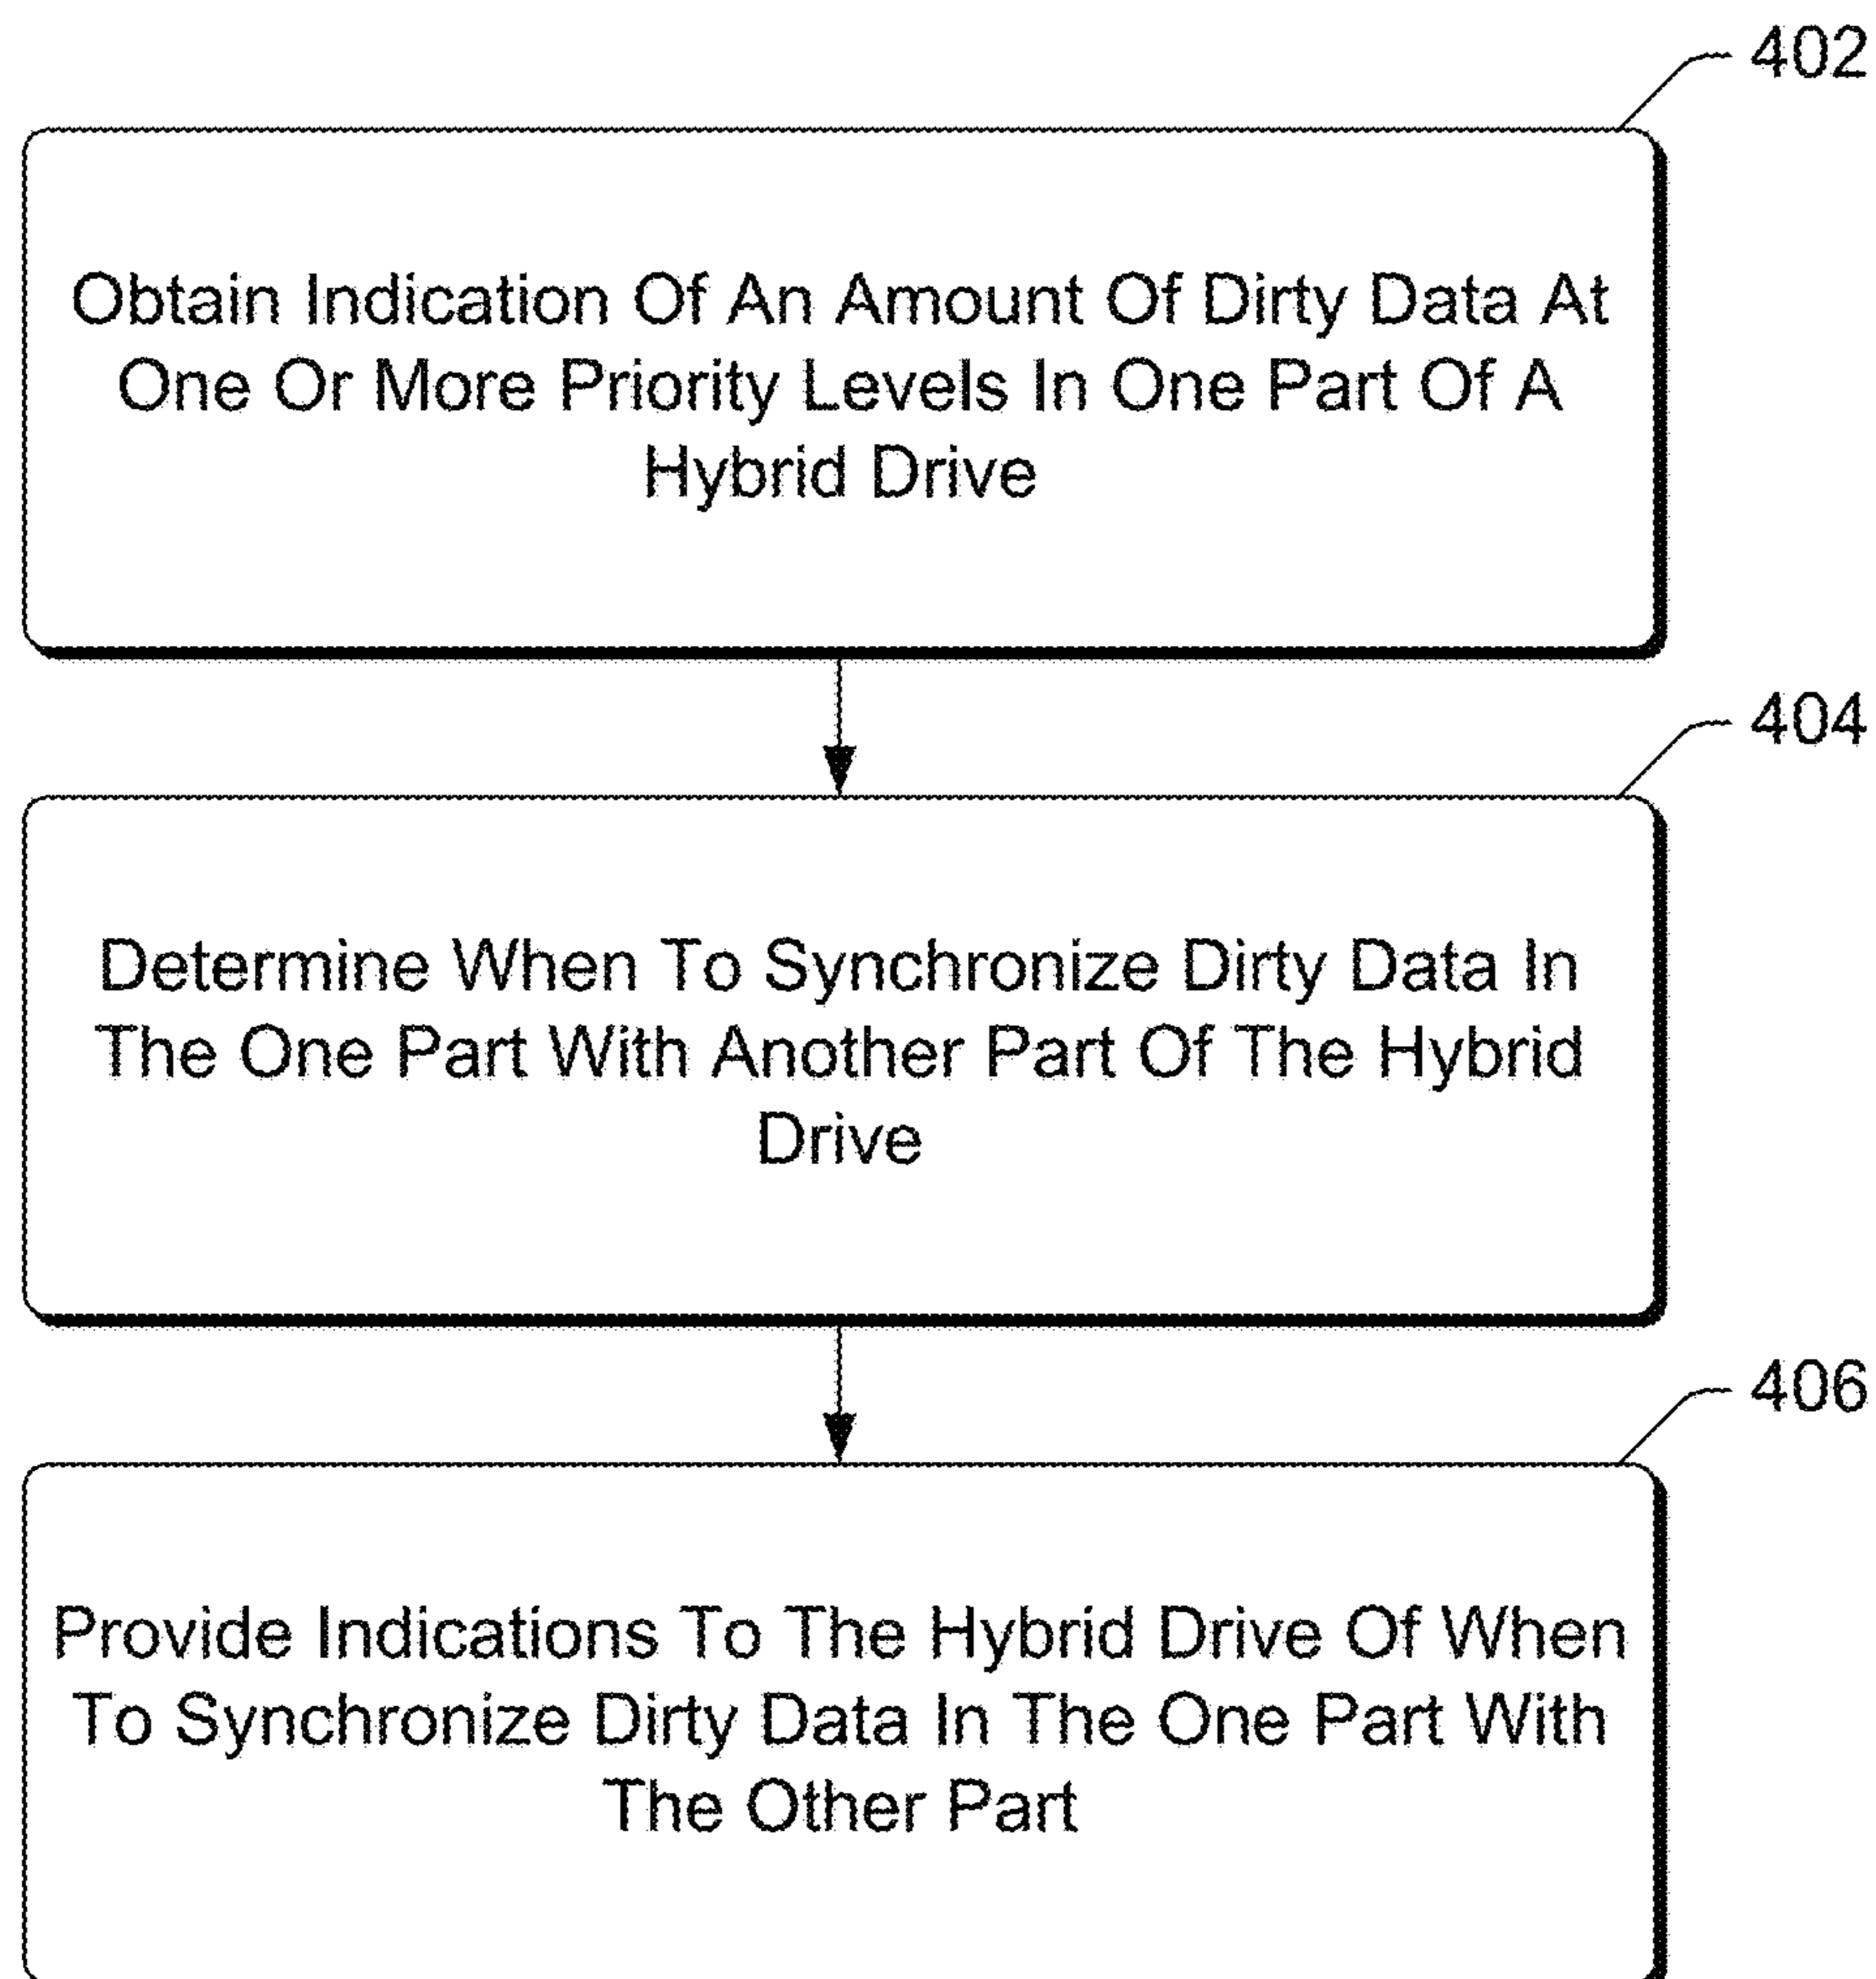 402
Obtain Indication Of An Amount Of Dirty Data At
One Or More Priority Levels In One Part Of A
Hybrid Drive
404
Determine When To Synchronize Dirty Data In
The One Part With Another Part Of The Hybrid
Drive
406
Provide Indications To The Hybrid Drive Of When
To Synchronize Dirty Data In The One Part With
The Other Part